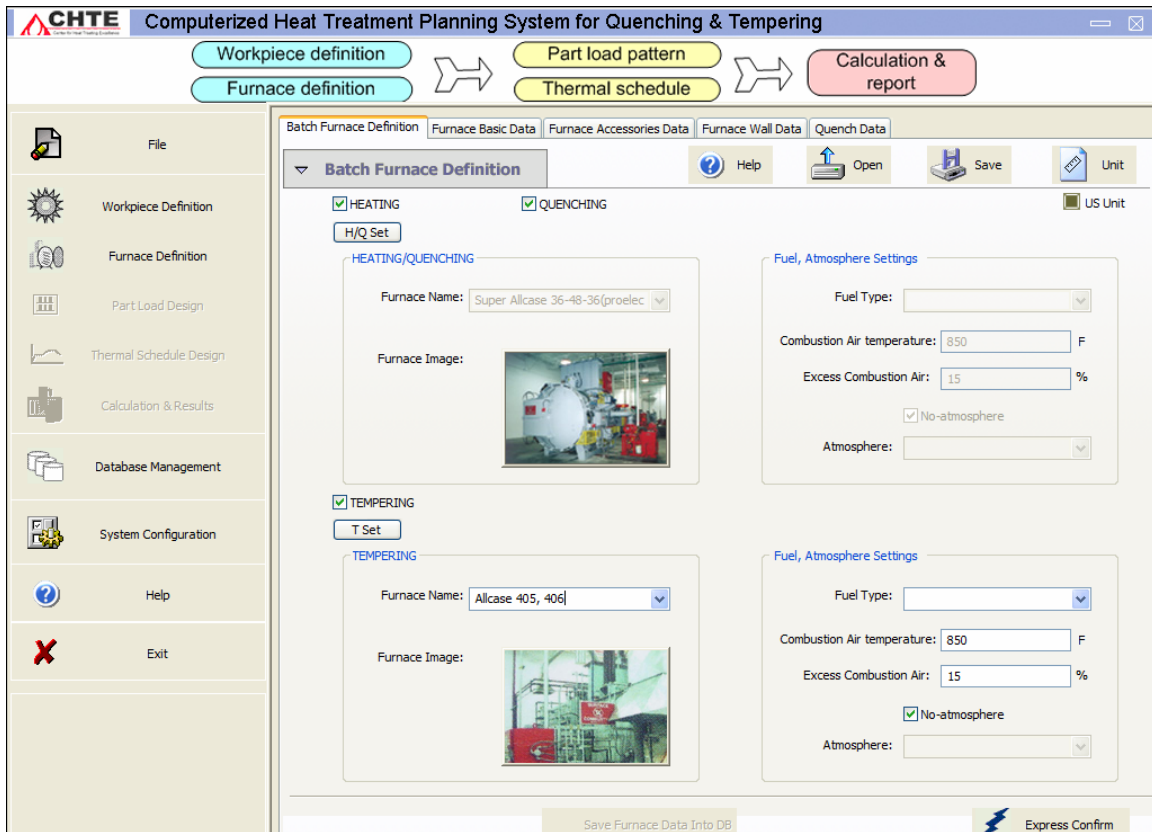 CHTE
Center for Heat Treating Excellence
Computerized Heat Treatment Planning System for Quenching & Tempering
Workpiece definition
Furnace definition
Part load pattern
Thermal schedule
Calculation &
report
File
Workpiece Definition
Furnace Definition
Part Load Design
Thermal Schedule Design
Calculation & Results
Database Management
System Configuration
Help
Exit
Batch Furnace Definition
Furnace Basic Data
Furnace Accessories Data
Furnace Wall Data
Quench Data
Batch Furnace Definition
Help
Open
Save
Unit
HEATING
QUENCHING
US Unit
H/Q Set
HEATING/QUENCHING
Furnace Name: Super Allcase 36-48-36(proelec
Furnace Image:
Fuel, Atmosphere Settings
Fuel Type:
Combustion Air temperature: 850 F
Excess Combustion Air: 15 %
No-atmosphere
Atmosphere:
TEMPERING
T Set
TEMPERING
Furnace Name: Allcase 405, 406
Furnace Image:
Fuel, Atmosphere Settings
Fuel Type:
Combustion Air temperature: 850 F
Excess Combustion Air: 15 %
No-atmosphere
Atmosphere:
Save Furnace Data Into DB
Express Confirm